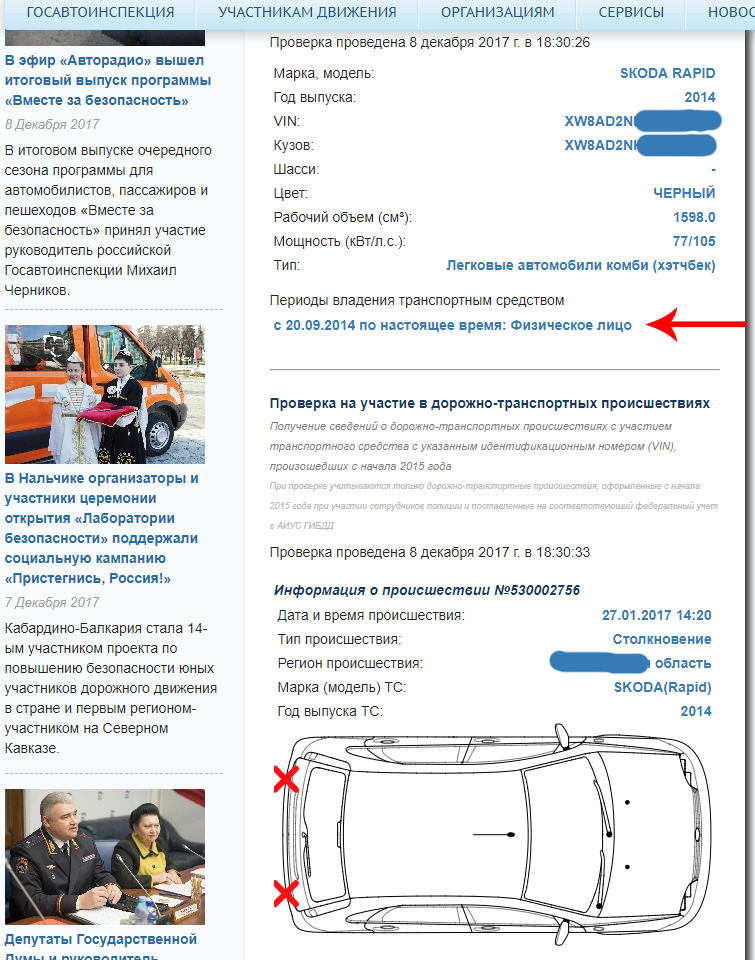 ГОСАВТОИНСПЕКЦИЯ
УЧАСТНИКАМ ДВИЖЕНИЯ
ОРГАНИЗАЦИЯМ
СЕРВИСЫ
НОВОС
В эфир «Авторадио» вышел
итоговый выпуск программы
«Вместе за безопасность»
8 Декабря 2017
В итоговом выпуске очередного
сезона программы для
автомобилистов, пассажиров и
пешеходов «Вместе за
безопасность» принял участие
руководитель российской
Госавтоинспекции Михаил
Черников.
В Нальчике организаторы и
участники церемонии
открытия «Лаборатории
безопасности» поддержали
социальную кампанию
«Пристегнись, Россия!»
7 Декабря 2017
Кабардино-Балкария стала 14-
ым участником проекта по
повышению безопасности юных
участников дорожного движения
в стране и первым регионом-
участником на Северном
Кавказе.
Депутаты Государственной
Думы и руководитель
Проверка проведена 8 декабря 2017 г. в 18:30:26
Марка, модель: SKODA RAPID
Год выпуска: 2014
VIN: XW8AD2N
Кузов: XW8AD2N
Шасси: -
Цвет: ЧЕРНЫЙ
Рабочий объем (см³): 1598.0
Мощность (кВт/л.с.): 77/105
Тип: Легковые автомобили комби (хэтчбек)
Периоды владения транспортным средством
с 20.09.2014 по настоящее время: Физическое лицо
Проверка на участие в дорожно-транспортных происшествиях
Получение сведений о дорожно-транспортных происшествиях с участием
транспортного средства с указанным идентификационным номером (VIN),
произошедших с начала 2015 года
При проверке учитываются только дорожно-транспортные происшествия, оформленные с начала
2015 года при участии сотрудников полиции и поставленные на соответствующий федеральный учет
в АИУС ГИБДД
Проверка проведена 8 декабря 2017 г. в 18:30:33
Информация о происшествии №530002756
Дата и время происшествия: 27.01.2017 14:20
Тип происшествия: Столкновение
Регион происшествия: область
Марка (модель) ТС: SKODA(Rapid)
Год выпуска ТС: 2014